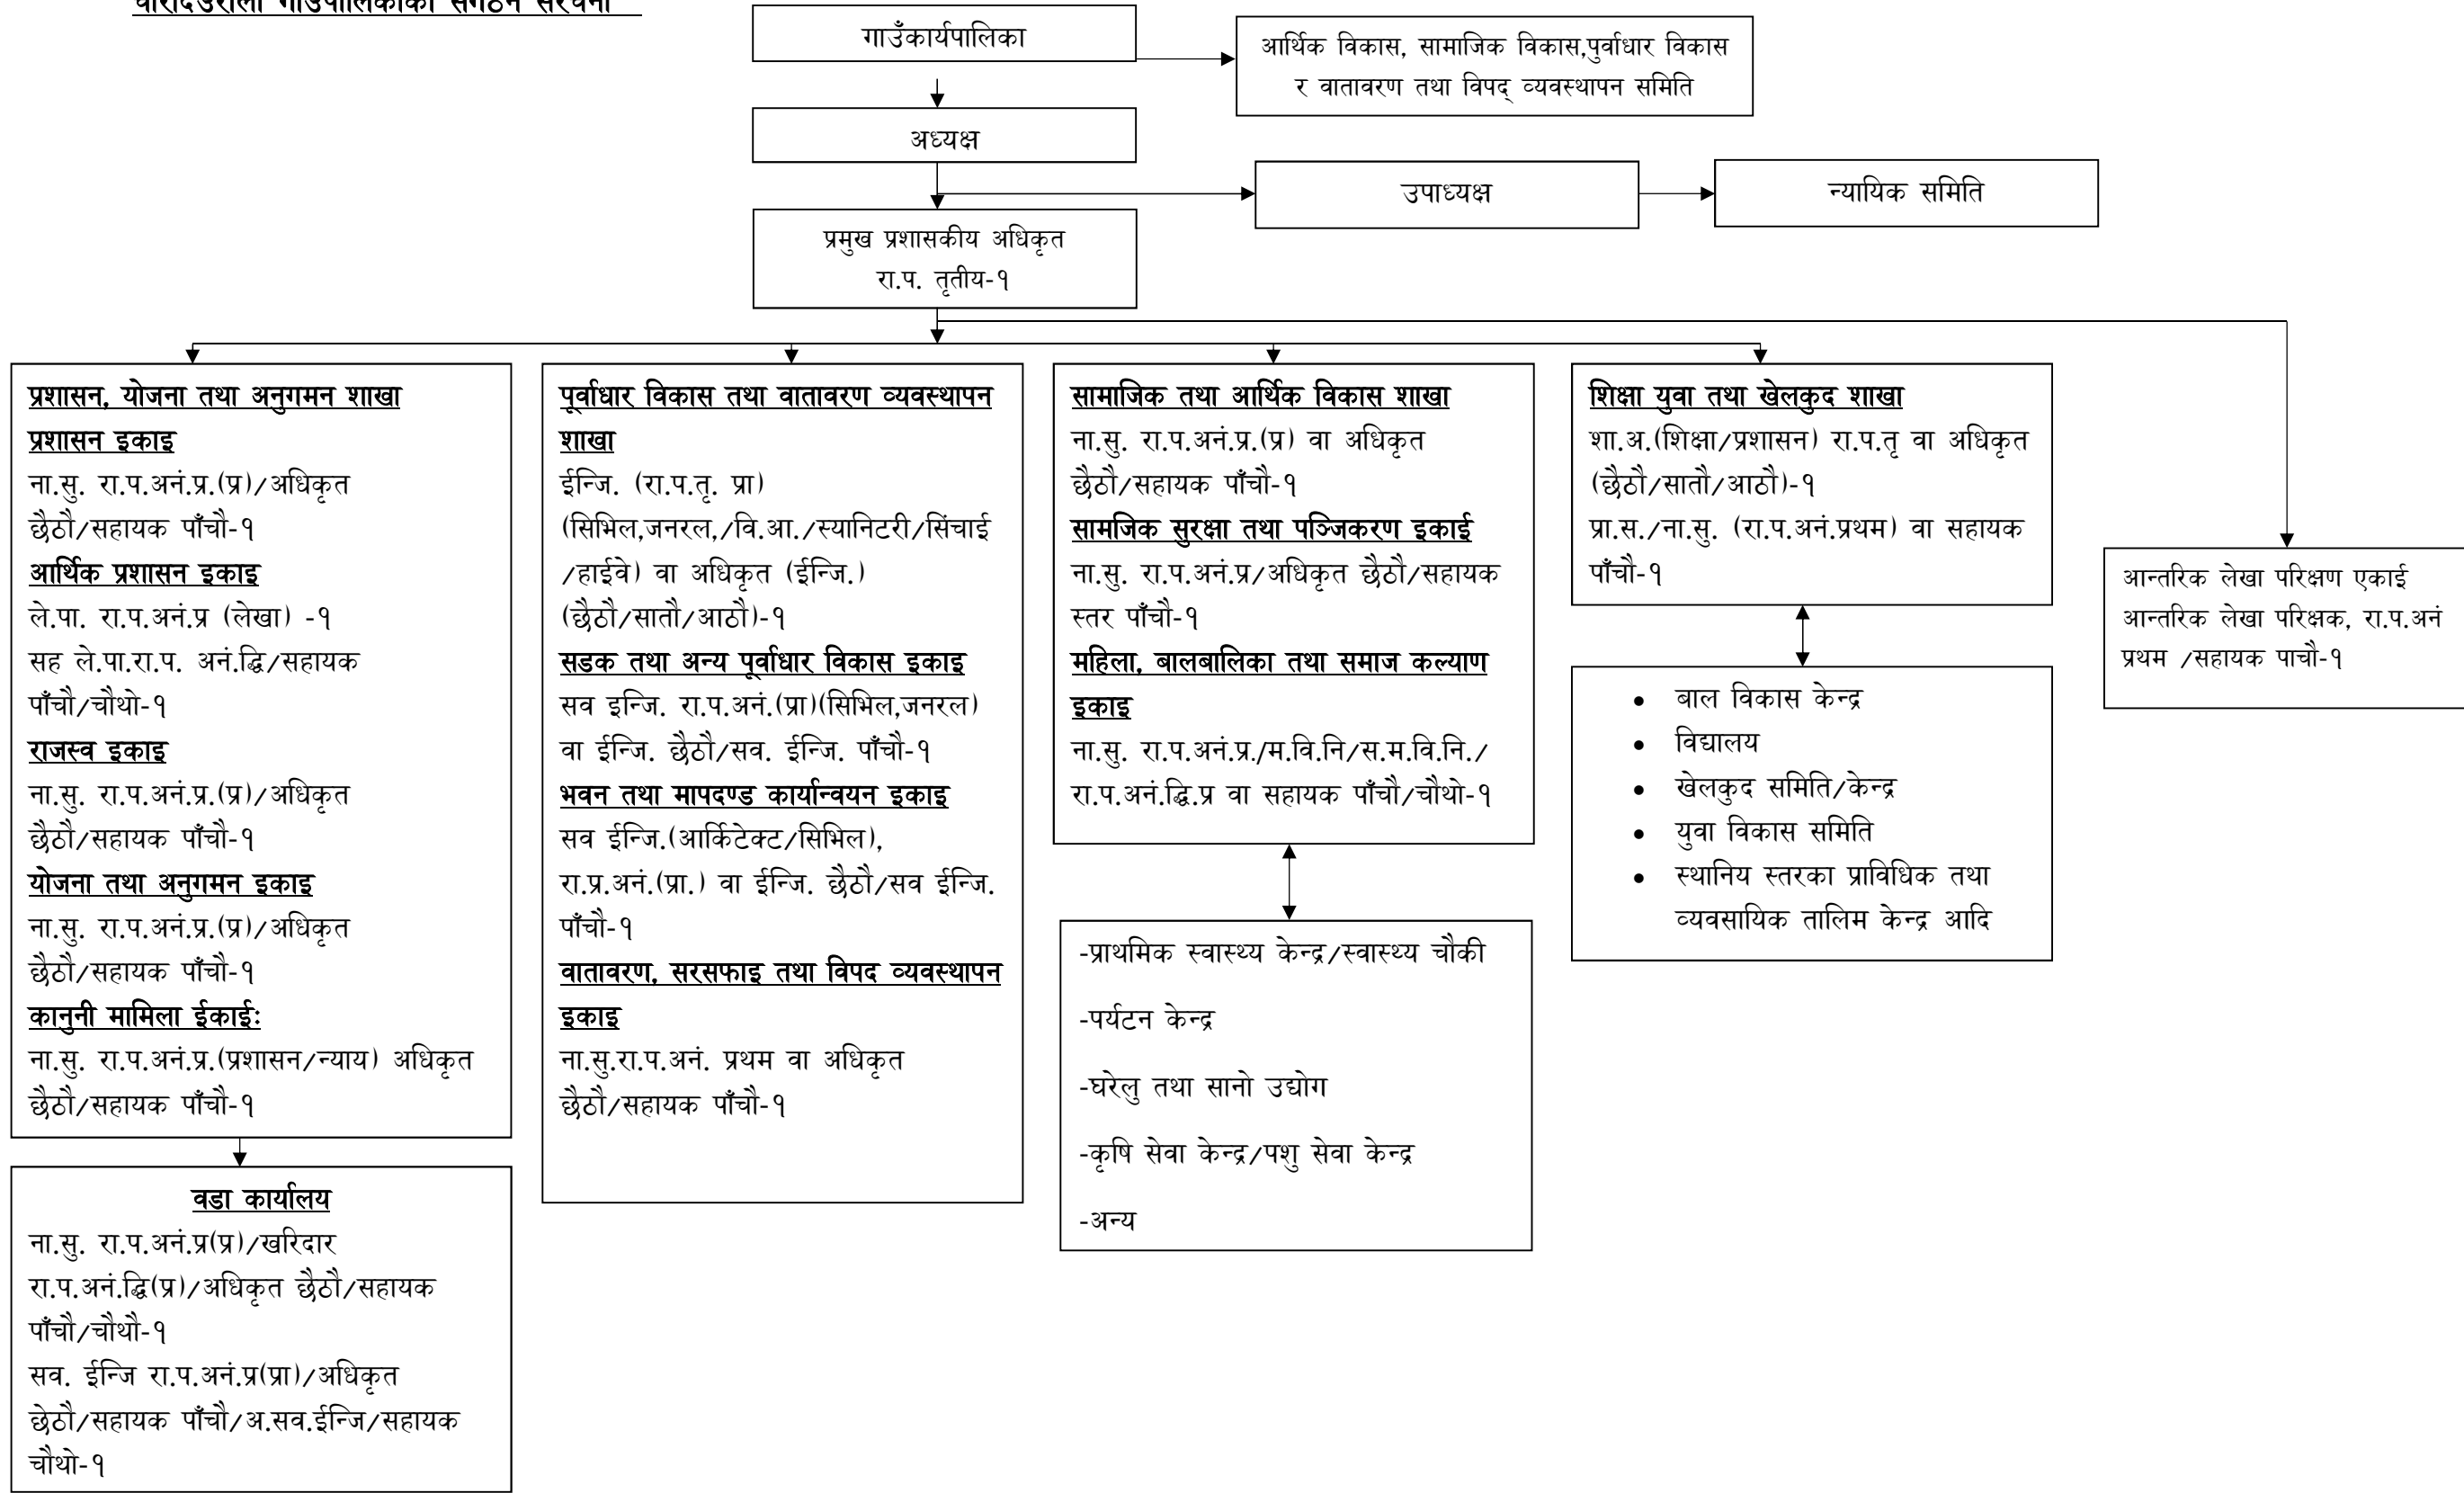 गाउँपालिकाको संगठन संरचना
गाउँकार्यपालिका
आर्थिक विकास, सामाजिक विकास,पुर्वाधार विकास
र वातावरण तथा विपद् व्यवस्थापन समिति
अध्यक्ष
उपाध्यक्ष
न्यायिक समिति
प्रमुख प्रशासकीय अधिकृत
रा.प. तृतीय-१
प्रशासन, योजना तथा अनुगमन शाखा
प्रशासन इकाइ
ना.सु. रा.प.अनं.प्र.(प्र)/अधिकृत
छैठौ/सहायक पाँचौ-१
आर्थिक प्रशासन इकाइ
ले.पा. रा.प.अनं.प्र (लेखा) -१
सह ले.पा.रा.प. अनं.द्धि/सहायक
पाँचौ/चौथो-१
राजस्व इकाइ
ना.सु. रा.प.अनं.प्र.(प्र)/अधिकृत
छैठौ/सहायक पाँचौ-१
योजना तथा अनुगमन इकाइ
ना.सु. रा.प.अनं.प्र.(प्र)/अधिकृत
छैठौ/सहायक पाँचौ-१
कानुनी मामिला ईकाईः
ना.सु. रा.प.अनं.प्र.(प्रशासन/न्याय) अधिकृत
छैठौ/सहायक पाँचौ-१
वडा कार्यालय
ना.सु. रा.प.अनं.प्र(प्र)/खरिदार
रा.प.अनं.द्धि(प्र)/अधिकृत छैठौ/सहायक
पाँचौ/चौथौ-१
सव. ईन्जि रा.प.अनं.प्र(प्रा)/अधिकृत
छेठौ/सहायक पाँचौ/अ.सव.ईन्जि/सहायक
चौथो-१
पूर्वाधार विकास तथा वातावरण व्यवस्थापन
शाखा
ईन्जि. (रा.प.तृ. प्रा)
(सिभिल,जनरल,/वि.आ./स्यानिटरी/सिंचाई
/हाईवे) वा अधिकृत (ईन्जि.)
(छैठौ/सातौ/आठौ)-१
सडक तथा अन्य पूर्वाधार विकास इकाइ
सव इन्जि. रा.प.अनं.(प्रा)(सिभिल,जनरल)
वा ईन्जि. छैठौ/सव. ईन्जि. पाँचौ-१
भवन तथा मापदण्ड कार्यान्वयन इकाइ
सव ईन्जि.(आर्किटेक्ट/सिभिल),
रा.प्र.अनं.(प्रा.) वा ईन्जि. छैठौ/सव ईन्जि.
पाँचौ-१
वातावरण, सरसफाइ तथा विपद व्यवस्थापन
इकाइ
ना.सु.रा.प.अनं. प्रथम वा अधिकृत
छैठौ/सहायक पाँचौ-१
सामाजिक तथा आर्थिक विकास शाखा
ना.सु. रा.प.अनं.प्र.(प्र) वा अधिकृत
छैठौ/सहायक पाँचौ-१
सामजिक सुरक्षा तथा पञ्जिकरण इकाई
ना.सु. रा.प.अनं.प्र/अधिकृत छैठौ/सहायक
स्तर पाँचौ-१
महिला, बालबालिका तथा समाज कल्याण
इकाइ
ना.सु. रा.प.अनं.प्र./म.वि.नि/स.म.वि.नि./
रा.प.अनं.द्धि.प्र वा सहायक पाँचौ/चौथो-१
-प्राथमिक स्वास्थ्य केन्द्र/स्वास्थ्य चौकी
-पर्यटन केन्द्र
-घरेलु तथा सानो उद्योग
-कृषि सेवा केन्द्र/पशु सेवा केन्द्र
-अन्य
शिक्षा युवा तथा खेलकुद शाखा
शा.अ.(शिक्षा/प्रशासन) रा.प.तृ वा अधिकृत
(छैठौ/सातौ/आठौ)-१
प्रा.स./ना.सु. (रा.प.अनं.प्रथम) वा सहायक
पाँचौ-१
• बाल विकास केन्द्र
• विद्यालय
• खेलकुद समिति/केन्द्र
• युवा विकास समिति
• स्थानिय स्तरका प्राविधिक तथा
व्यवसायिक तालिम केन्द्र आदि
आन्तरिक लेखा परिक्षण एकाई
आन्तरिक लेखा परिक्षक, रा.प.अनं
प्रथम /सहायक पाचौ-१